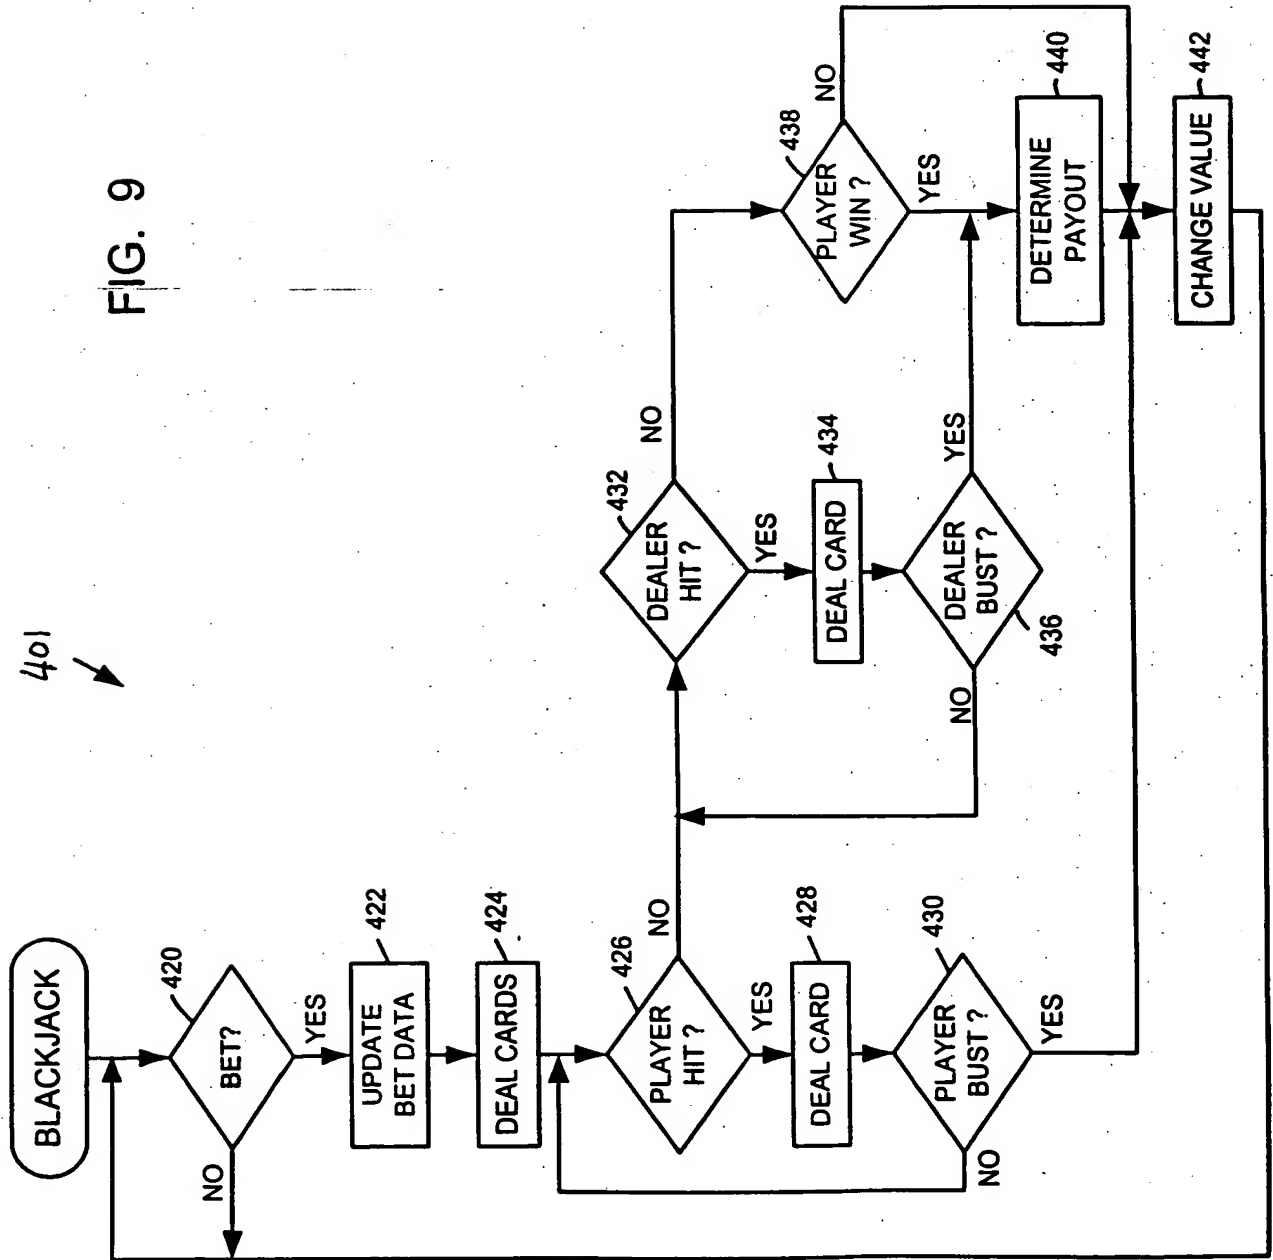 FIG. 9
401
BLACKJACK
420
BET?
NO
YES
422
UPDATE
BET DATA
424
DEAL CARDS
426
PLAYER
HIT ?
NO
YES
428
DEAL CARD
430
PLAYER
BUST ?
NO
YES
432
DEALER
HIT ?
NO
YES
434
DEAL CARD
DEALER
BUST ?
436
NO
YES
438
PLAYER
WIN ?
NO
YES
440
DETERMINE
PAYOUT
442
CHANGE VALUE